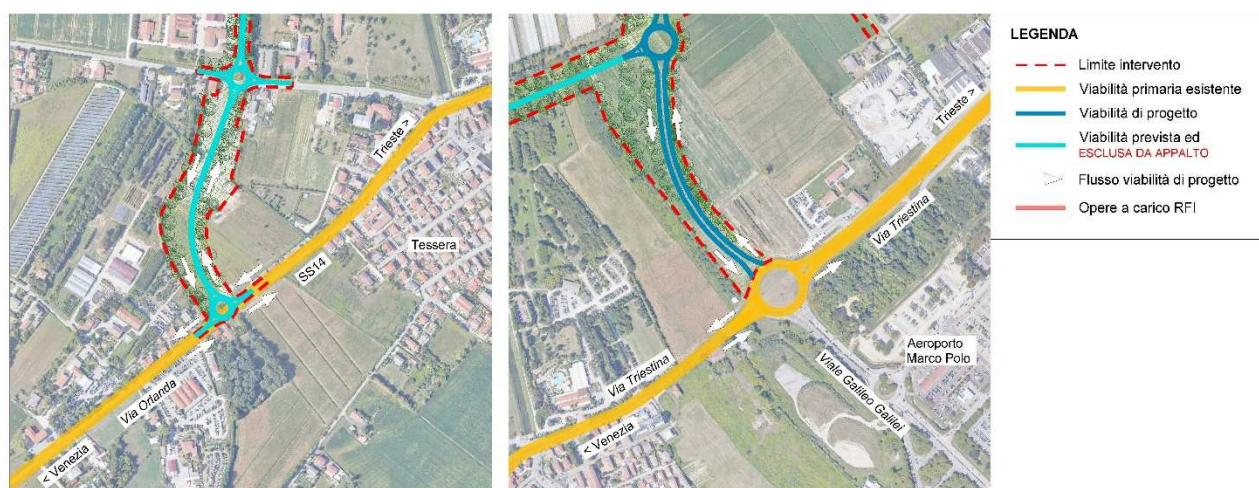 Trieste >
SS14
Tessera
Via Orlanda
< Venezia
Trieste >
Via Triestina
Aeroporto
Marco Polo
Via Triestina
Viale Galileo Galilei
< Venezia
LEGENDA
Limite intervento
Viabilità primaria esistente
Viabilità di progetto
Viabilità prevista ed
ESCLUSA DA APPALTO
Flusso viabilità di progetto
Opere a carico RFI